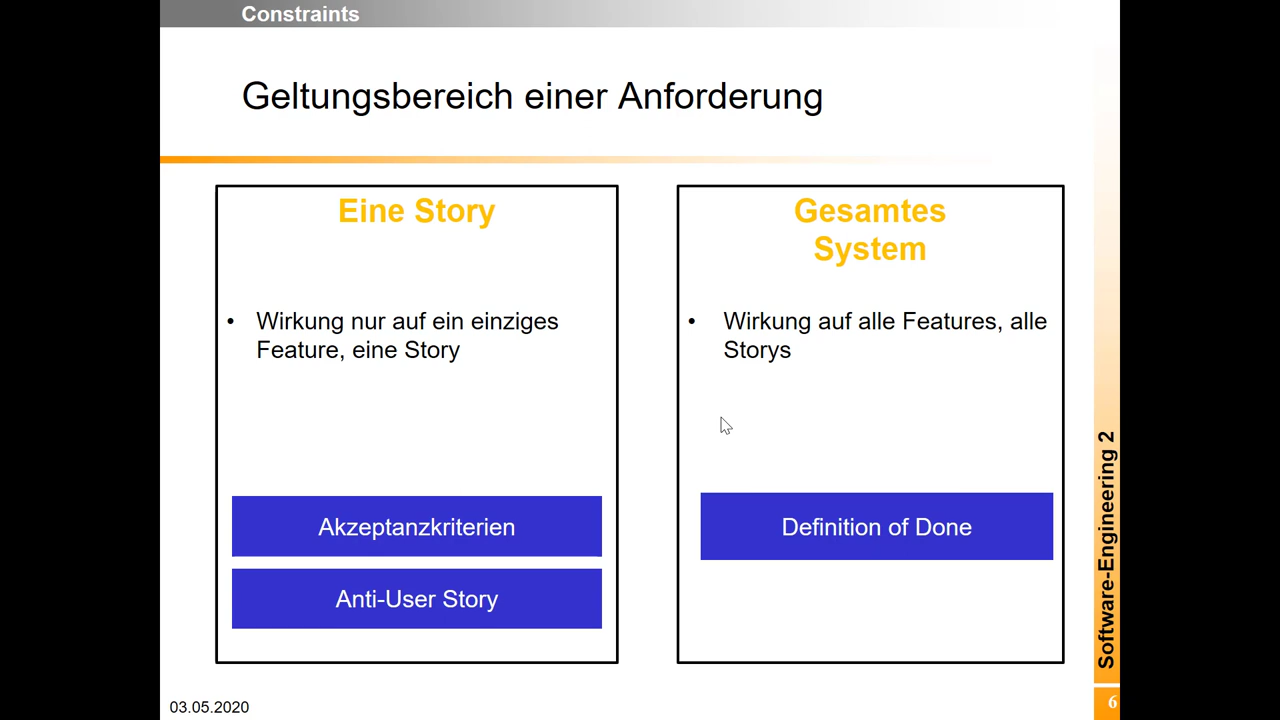 Constraints
Geltungsbereich einer Anforderung
Eine Story
• Wirkung nur auf ein einziges
Feature, eine Story
Akzeptanzkriterien
Anti-User Story
Gesamtes
System
• Wirkung auf alle Features, alle
Storys
Definition of Done
Software-Engineering 2
03.05.2020
6